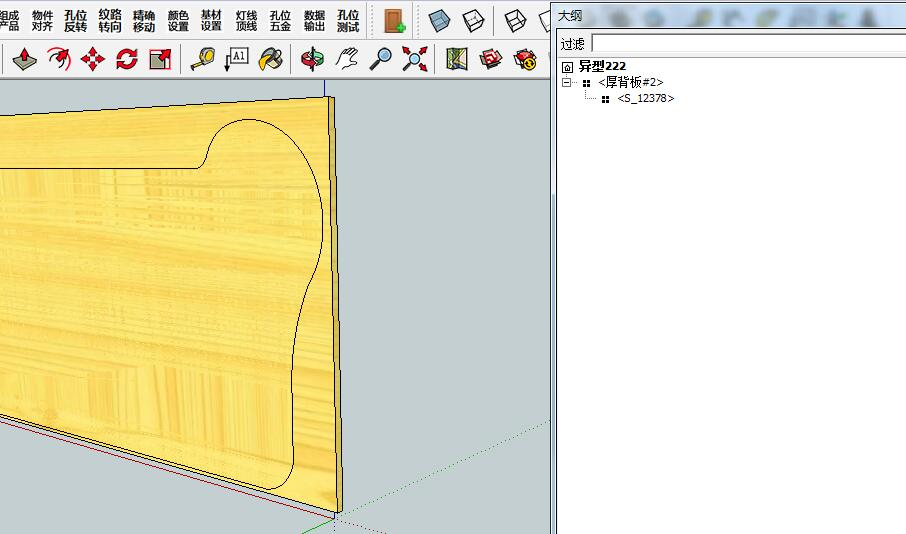 组成 物件 孔位 纹路 精确 颜色 基材 灯线 孔位 数据 孔位
产品 对齐 反转 转向 移动 设置 设置 顶线 五金 输出 测试
A1
大纲
过滤
异型222
<厚背板#2>
<S_12378>